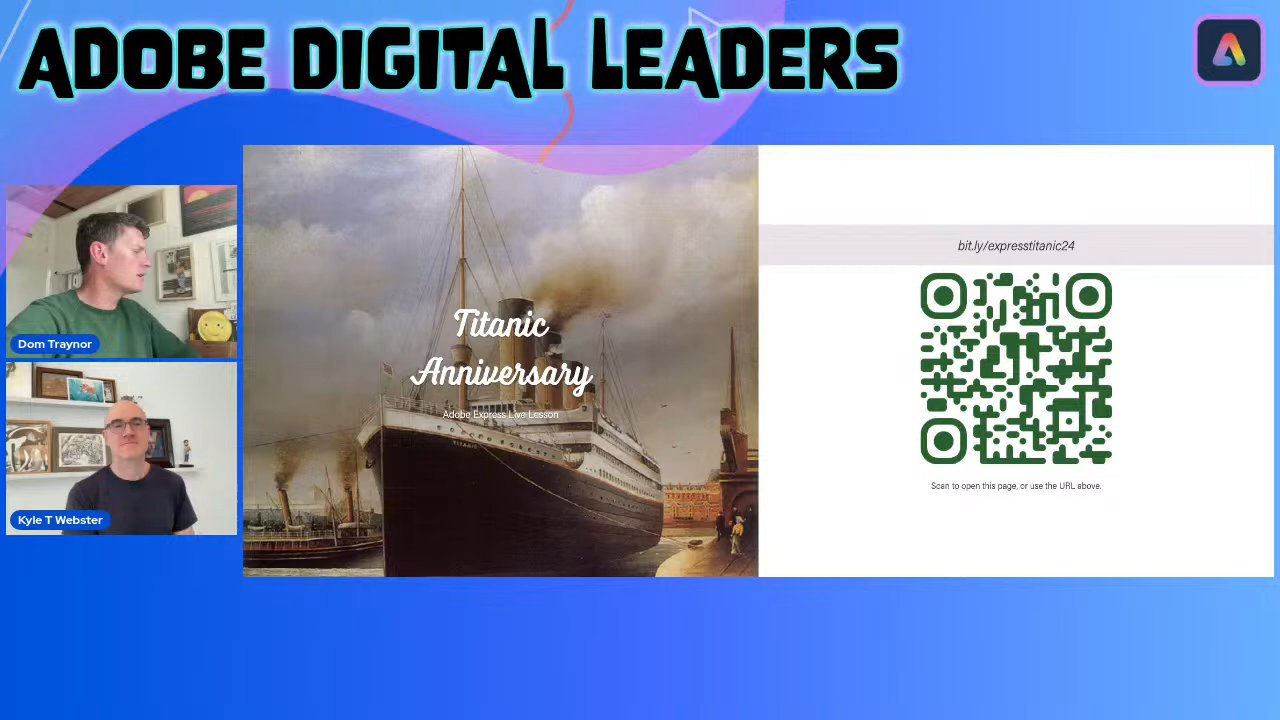 ADOBE DIGITAL LEADERS
Dom Traynor
Kyle T Webster
Titanic
Anniversary
Adobe Express Live Lesson
TITANIC
bit.ly/expresstitanic24
Scan to open this page, or use the URL above.